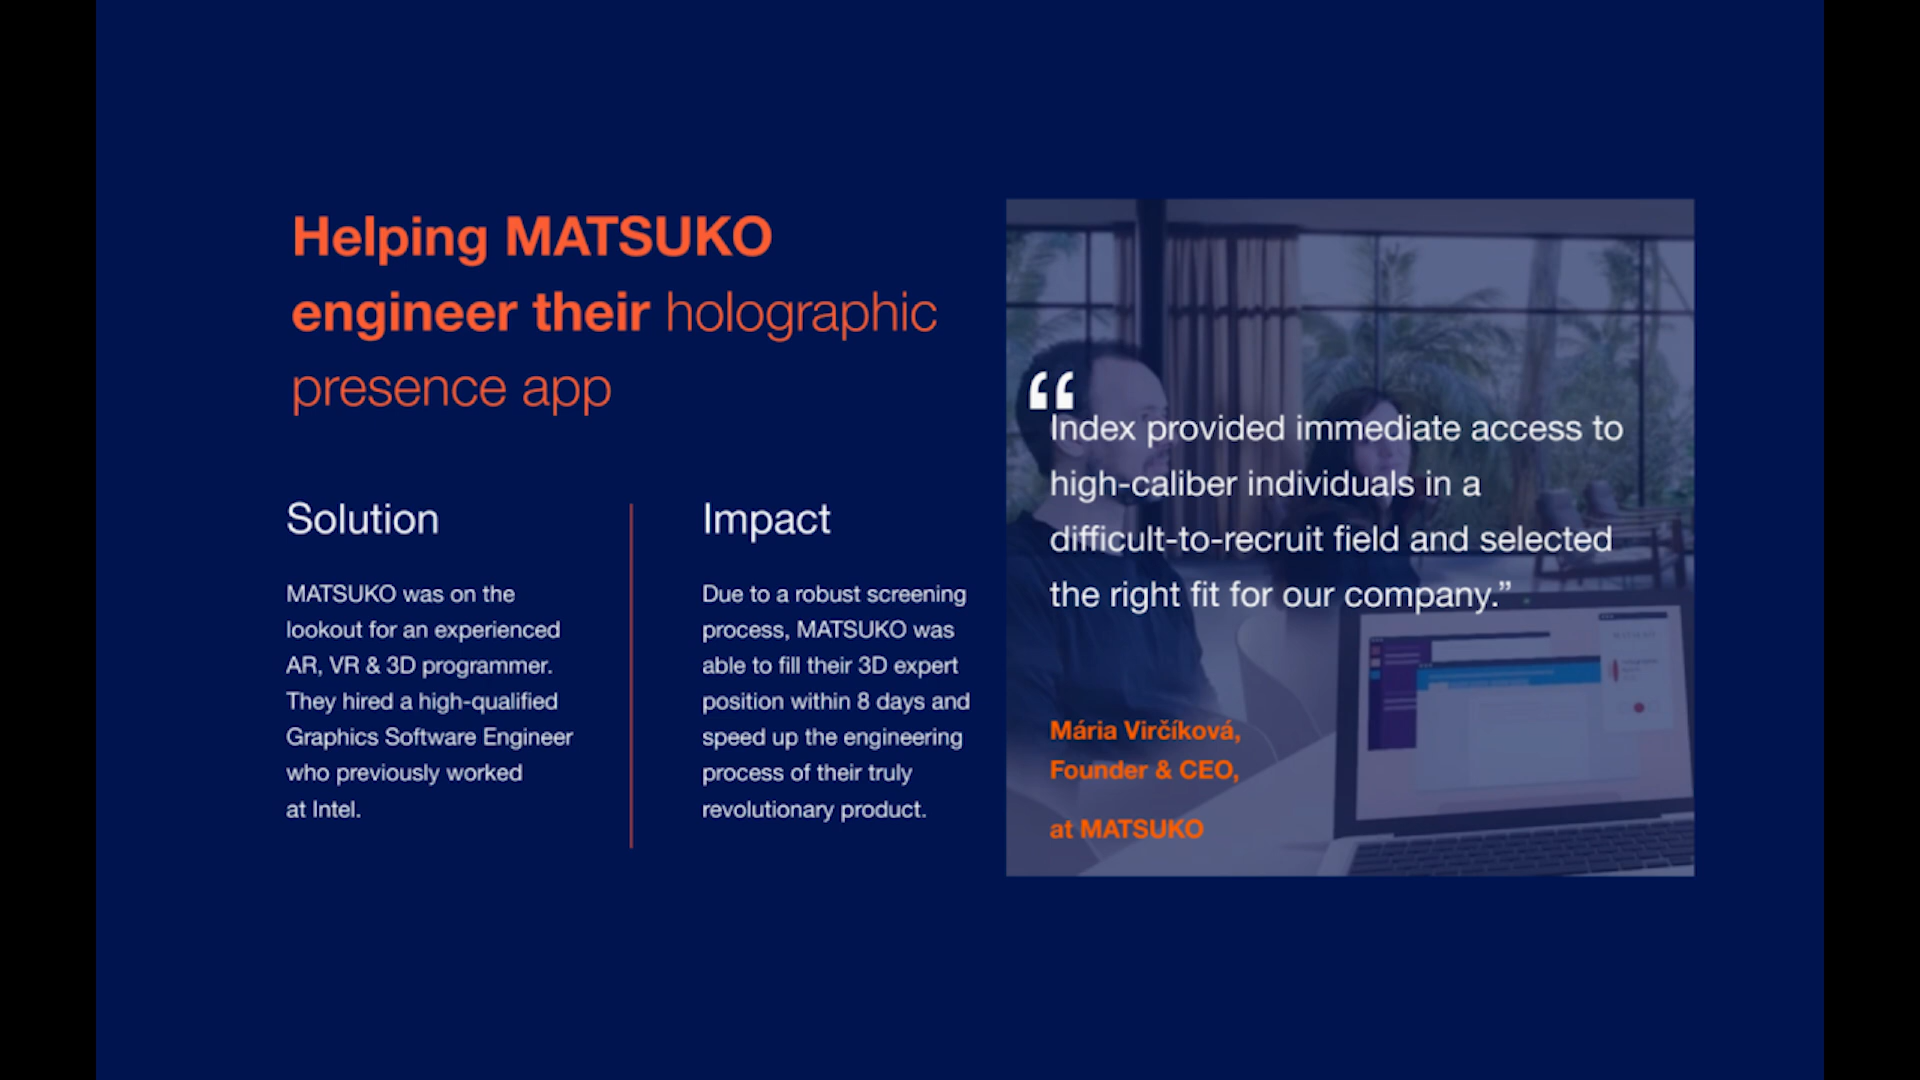 Helping MATSUKO
engineer their holographic
presence app
Solution
MATSUKO was on the
lookout for an experienced
AR, VR & 3D programmer.
They hired a high-qualified
Graphics Software Engineer
who previously worked
at Intel.
Impact
Due to a robust screening
process, MATSUKO was
able to fill their 3D expert
position within 8 days and
speed up the engineering
process of their truly
revolutionary product.
“
Index provided immediate access to
high-caliber individuals in a
difficult-to-recruit field and selected
the right fit for our company.”
Mária Virčíková,
Founder & CEO,
at MATSUKO